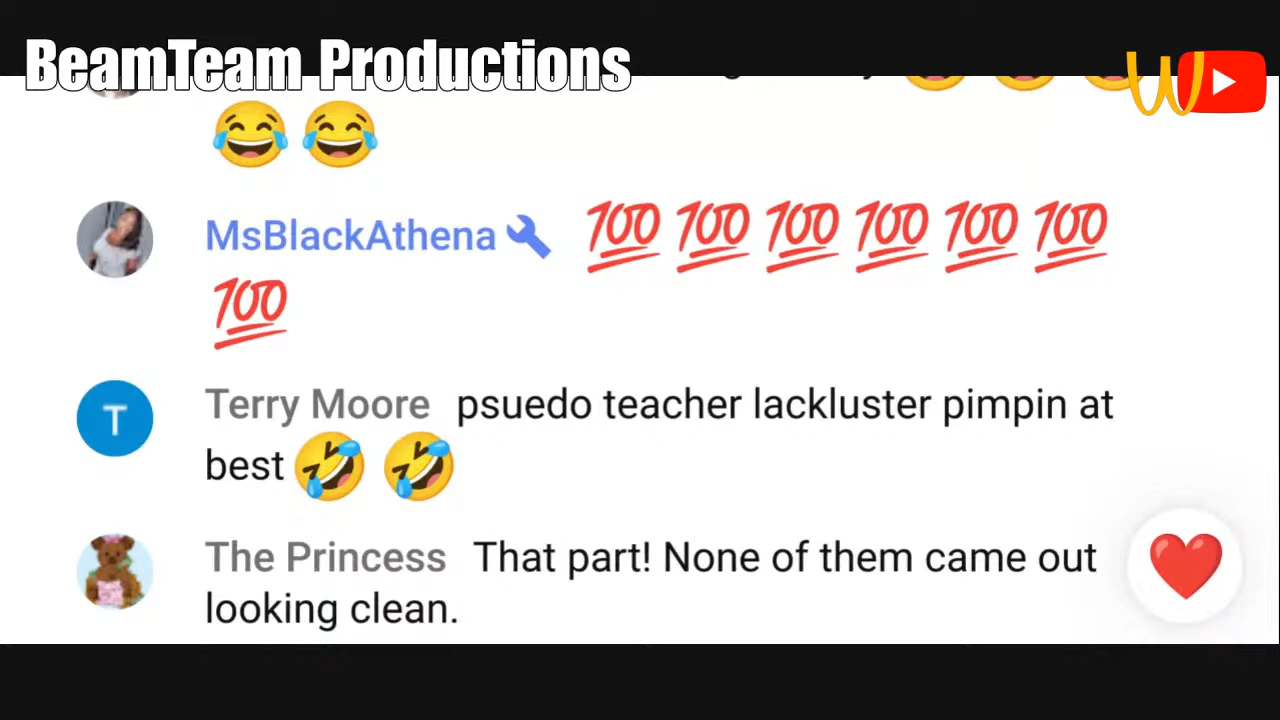 BeamTeam Productions
😂 😂
MsBlackAthena 💯 💯 💯 💯 💯 💯
💯
T
Terry Moore psuedo teacher lackluster pimpin at
best 🤣 🤣
The Princess That part! None of them came out
looking clean.